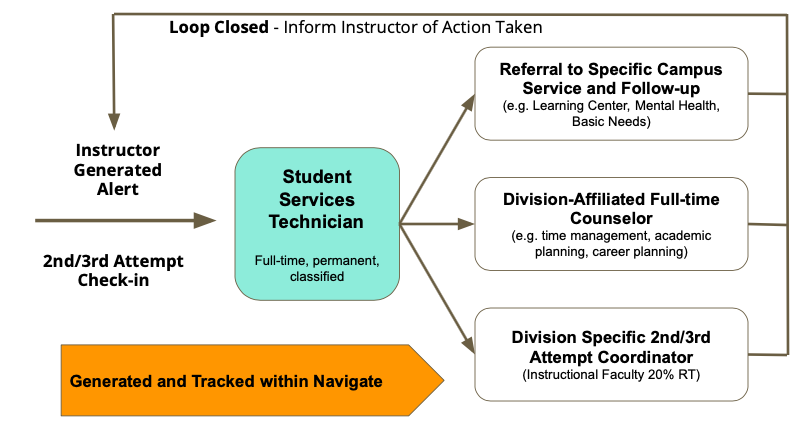 Loop Closed - Inform Instructor of Action Taken
Instructor
Generated
Alert
2nd/3rd Attempt
Check-in
Student
Services
Technician
Full-time, permanent,
classified
Referral to Specific Campus
Service and Follow-up
(e.g. Learning Center, Mental Health,
Basic Needs)
Division-Affiliated Full-time
Counselor
(e.g. time management, academic
planning, career planning)
Division Specific 2nd/3rd
Attempt Coordinator
(Instructional Faculty 20% RT)
Generated and Tracked within Navigate